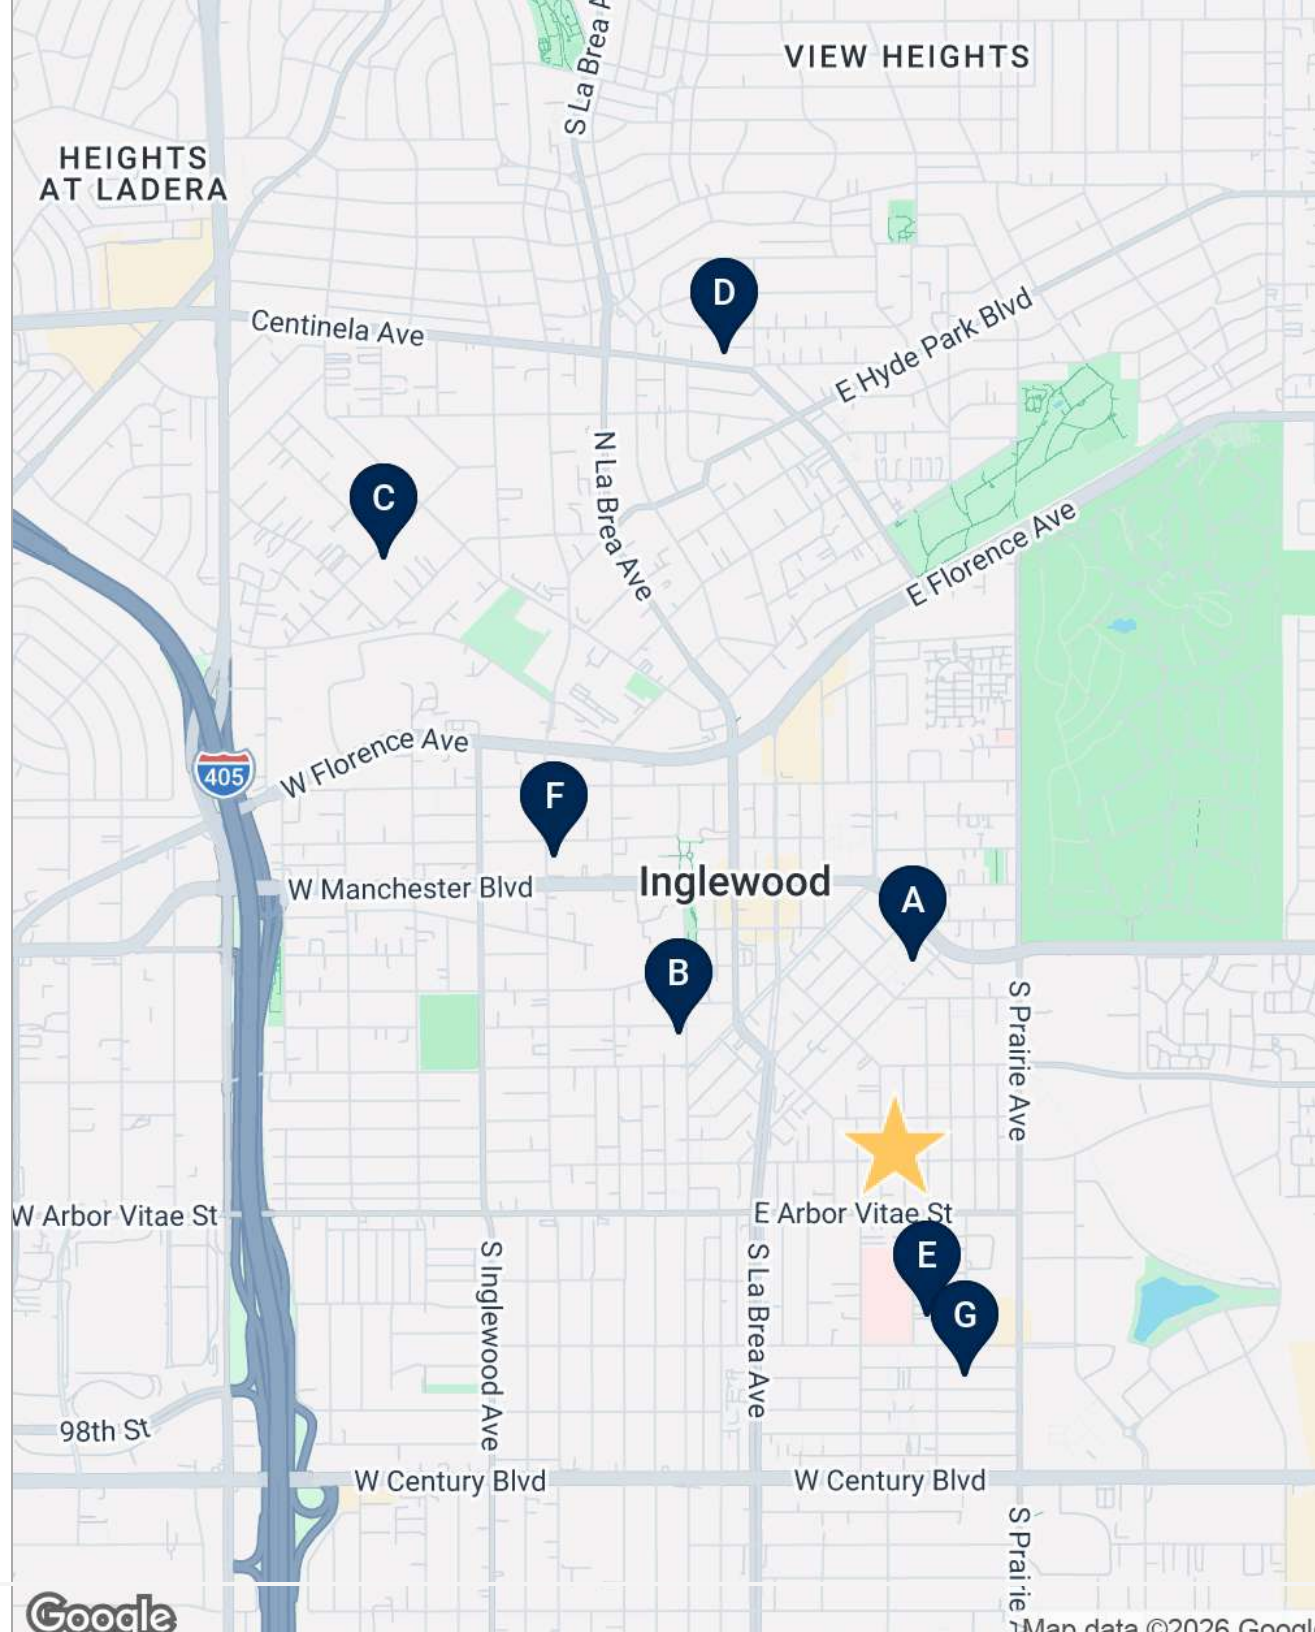 S La Brea A
VIEW HEIGHTS
HEIGHTS
AT LADERA
D
Centinela Ave
E Hyde Park Blvd
N La Brea Ave
C
E Florence Ave
W Florence Ave
405
F
W Manchester Blvd
Inglewood
A
B
S Prairie Ave
W Arbor Vitae St
E Arbor Vitae St
S Inglewood Ave
S La Brea Ave
E
G
98th St
W Century Blvd
W Century Blvd
S Prairie A
Google
Map data ©2026 Google